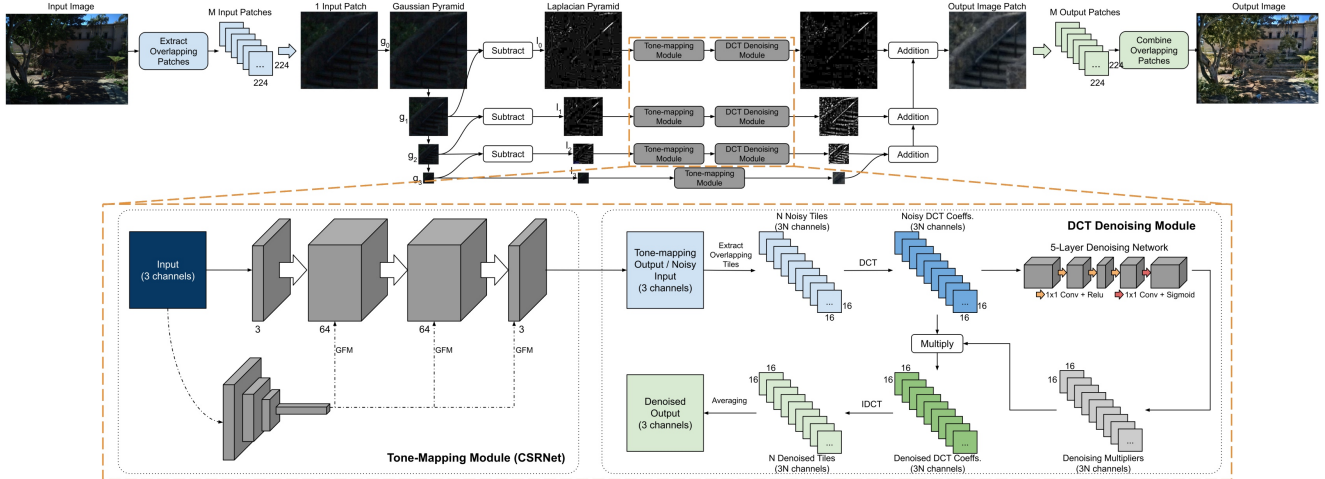 Input Image
Extract
Overlapping
Patches
M Input Patches
...
224
224
1 Input Patch
Gaussian Pyramid
Laplacian Pyramid
Output Image Patch
M Output Patches
...
224
224
Combine
Overlapping
Patches
Output Image
g0
Subtract
l0
Tone-mapping
Module
DCT Denoising
Module
Addition
g1
Subtract
l1
Tone-mapping
Module
DCT Denoising
Module
Addition
g2
Subtract
l2
Tone-mapping
Module
DCT Denoising
Module
Addition
g3
Tone-mapping
Module
Input
(3 channels)
3
64
64
3
GFM
GFM
GFM
Tone-Mapping Module (CSRNet)
DCT Denoising Module
Tone-mapping
Output / Noisy
Input
(3 channels)
Extract
Overlapping
Tiles
N Noisy Tiles
(3N channels)
...
16
16
DCT
Noisy DCT Coeffs.
(3N channels)
...
16
16
5-Layer Denoising Network
1x1 Conv + Relu
1x1 Conv + Sigmoid
Multiply
Denoised
Output
(3 channels)
Averaging
16
16
...
N Denoised Tiles
(3N channels)
IDCT
16
16
...
Denoised DCT Coeffs.
(3N channels)
16
16
...
Denoising Multipliers
(3N channels)